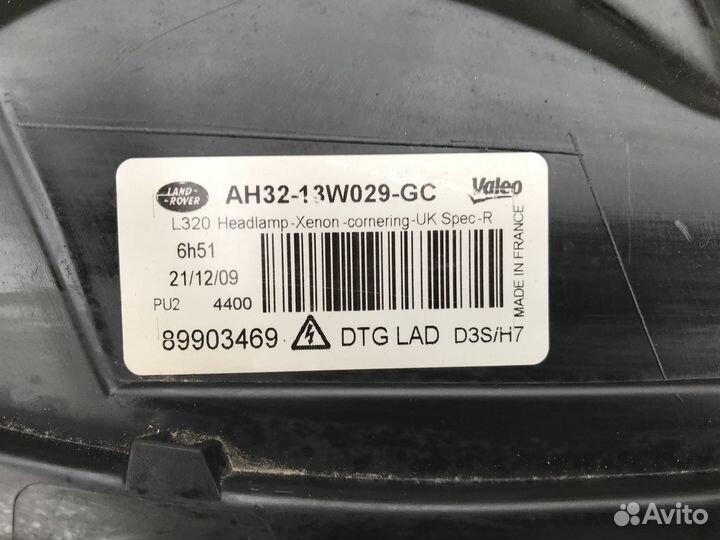 LAND ROVER AH32-13W029-GC Valeo
L320 Headlamp-Xenon-cornering-UK Spec-R
6h51
21/12/09
PU2 4400
MADE IN FRANCE
89903469 DTG LAD D3S/H7
Avito